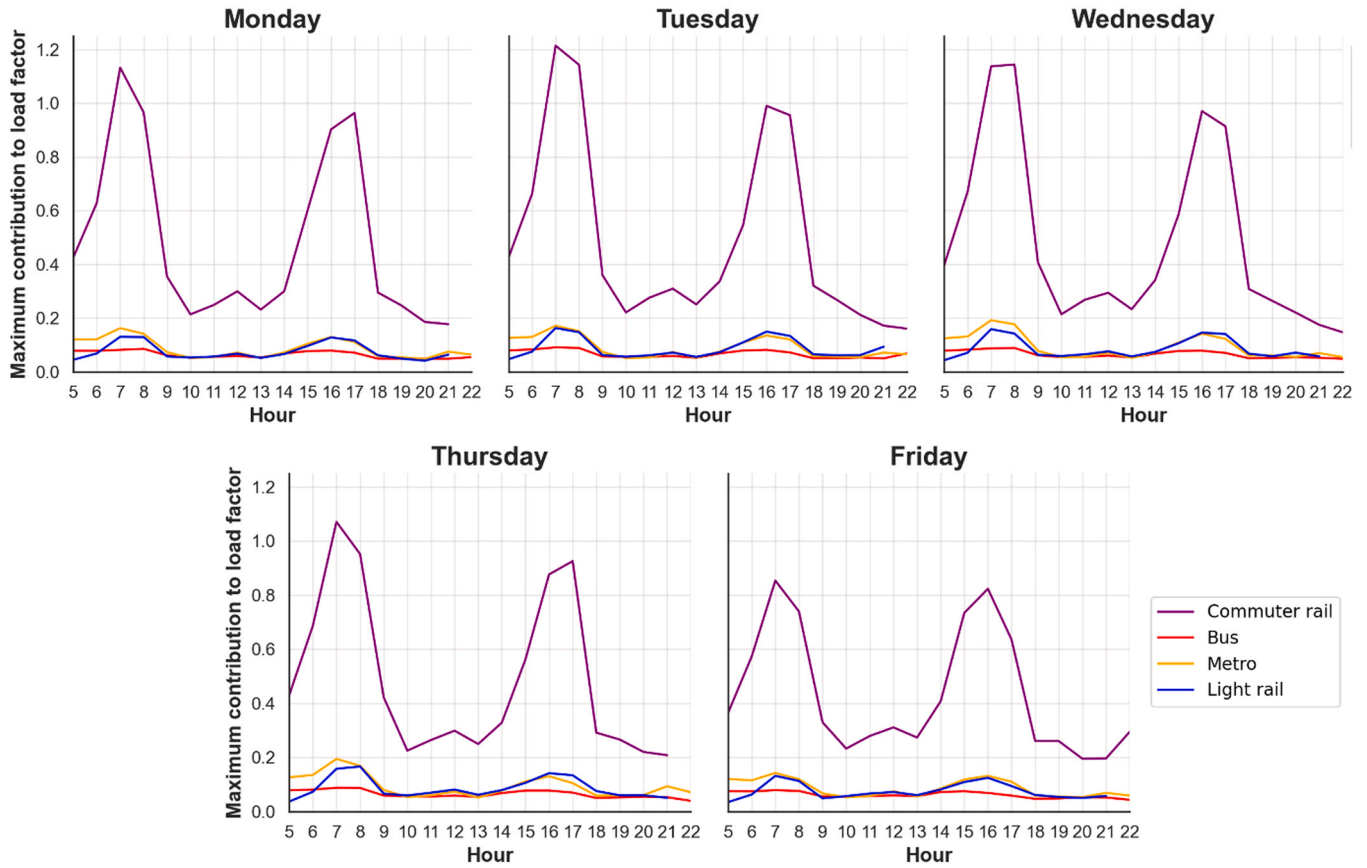 Monday Tuesday Wednesday
Maximum contribution to load factor
1.2
1.0
0.8
0.6
0.4
0.2
0.0
5 6 7 8 9 10 11 12 13 14 15 16 17 18 19 20 21 22
5 6 7 8 9 10 11 12 13 14 15 16 17 18 19 20 21 22
5 6 7 8 9 10 11 12 13 14 15 16 17 18 19 20 21 22
Hour Hour Hour
Thursday Friday
Maximum contribution to load factor
1.2
1.0
0.8
0.6
0.4
0.2
0.0
5 6 7 8 9 10 11 12 13 14 15 16 17 18 19 20 21 22
5 6 7 8 9 10 11 12 13 14 15 16 17 18 19 20 21 22
Hour Hour
Commuter rail
Bus
Metro
Light rail